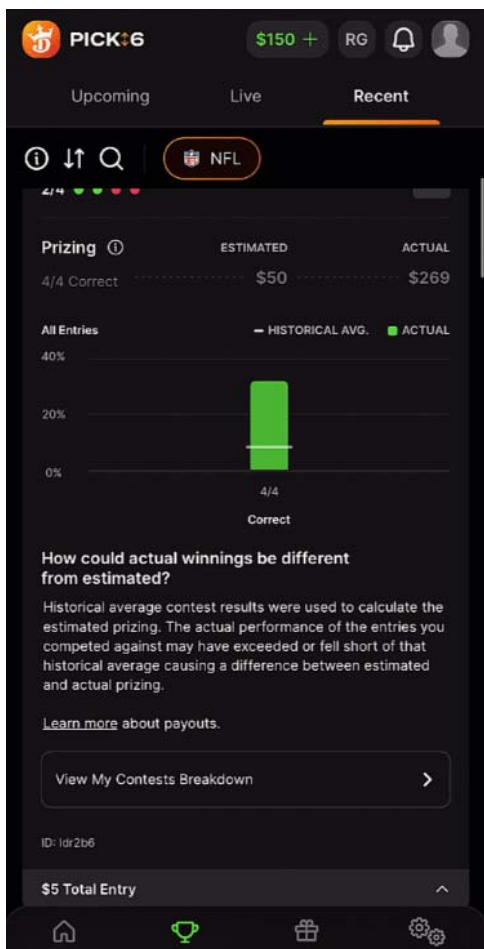 PICK6
$150 +
RG
Upcoming Live Recent
NFL
2/4
Prizing ESTIMATED ACTUAL
4/4 Correct $50 $269
All Entries HISTORICAL AVG. ACTUAL
40%
20%
0%
4/4
Correct
How could actual winnings be different
from estimated?
Historical average contest results were used to calculate the
estimated prizing. The actual performance of the entries you
competed against may have exceeded or fell short of that
historical average causing a difference between estimated
and actual prizing.
Learn more about payouts.
View My Contests Breakdown
ID: ldr2b6
$5 Total Entry